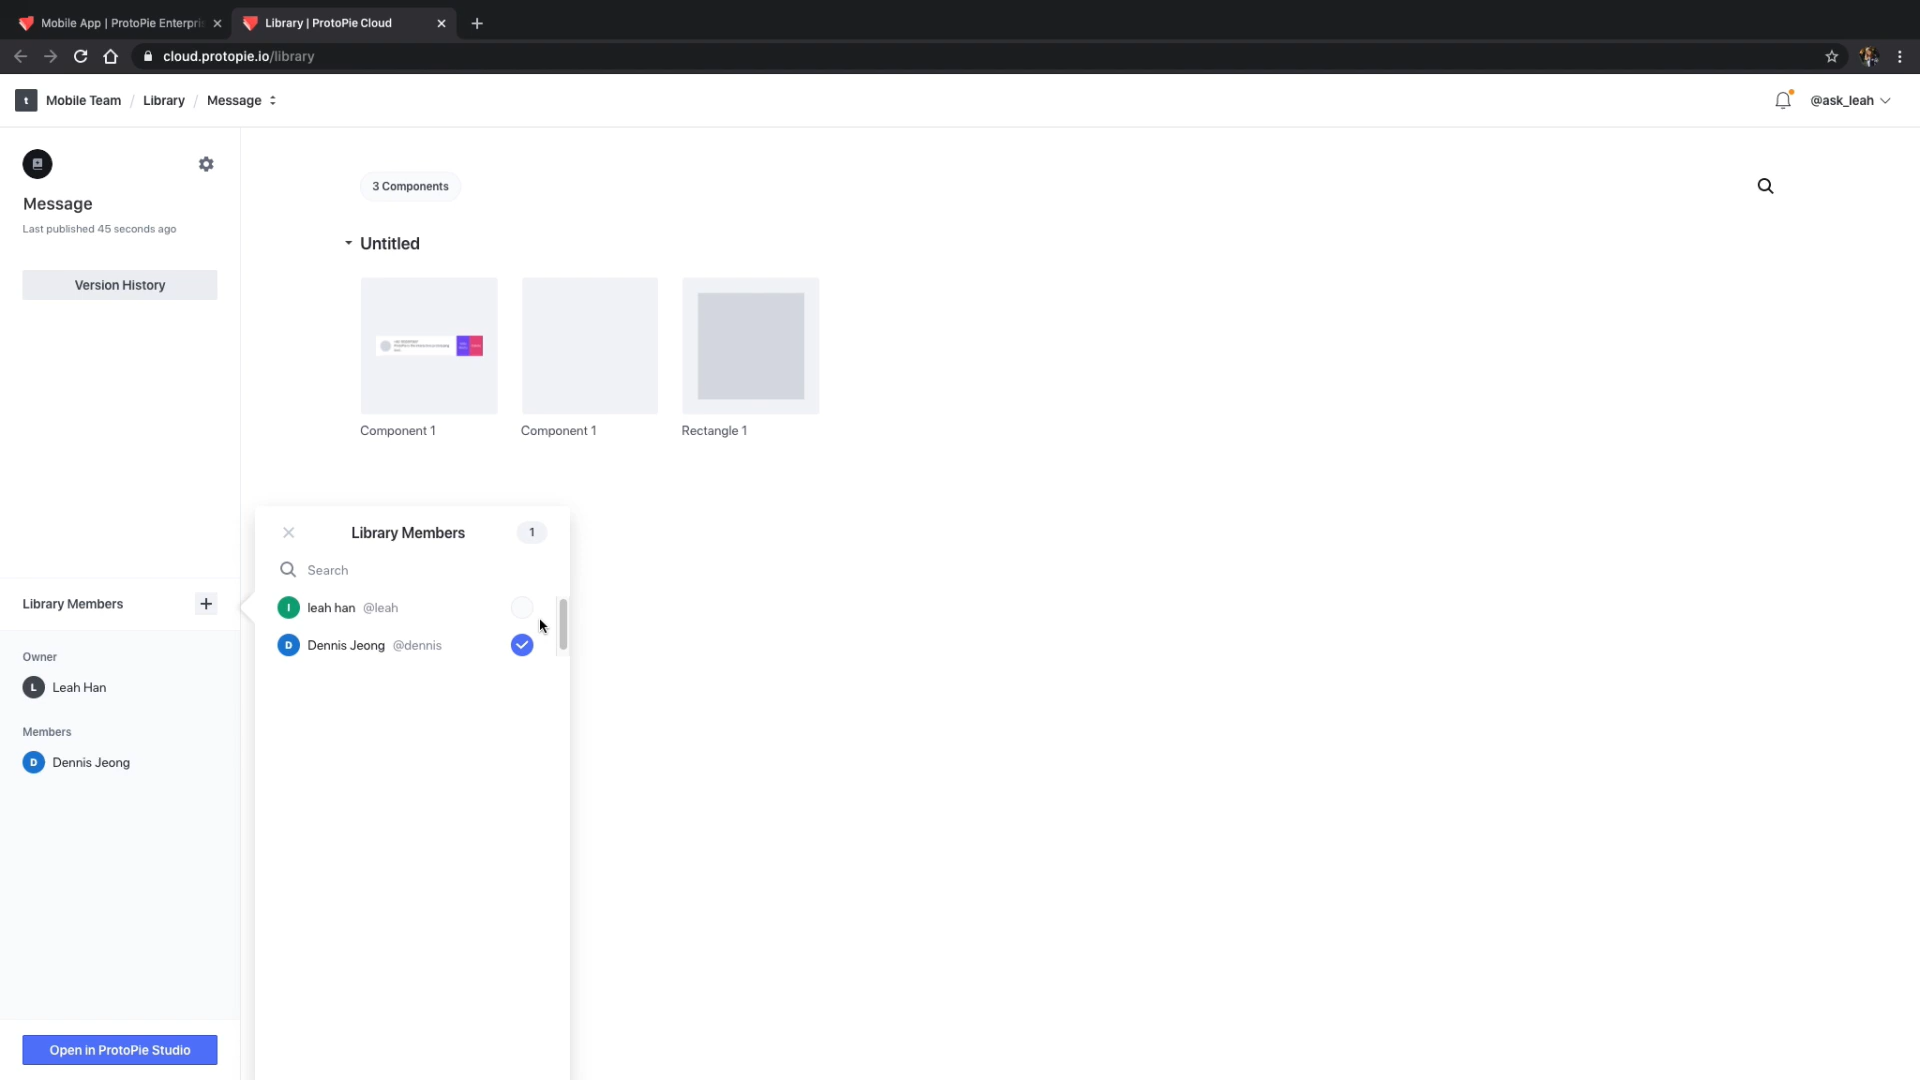 Mobile App | ProtoPie Enterpri
Library | ProtoPie Cloud
cloud.protopie.io/library
t Mobile Team / Library / Message
@ask_leah
Message
Last published 45 seconds ago
Version History
3 Components
Untitled
Component 1
Component 1
Rectangle 1
Library Members
Owner
L Leah Han
Members
D Dennis Jeong
Open in ProtoPie Studio
Library Members 1
Search
l leah han @leah
D Dennis Jeong @dennis